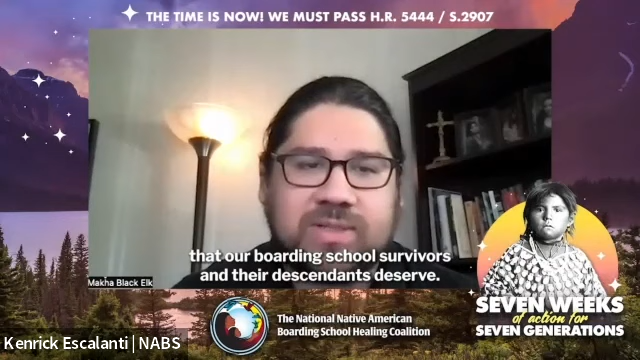 THE TIME IS NOW! WE MUST PASS H.R. 5444 / S.2907
that our boarding school survivors
and their descendants deserve.
Makha Black Elk
The National Native American
Boarding School Healing Coalition
SEVEN WEEKS
of action for
SEVEN GENERATIONS
Kenrick Escalanti | NABS